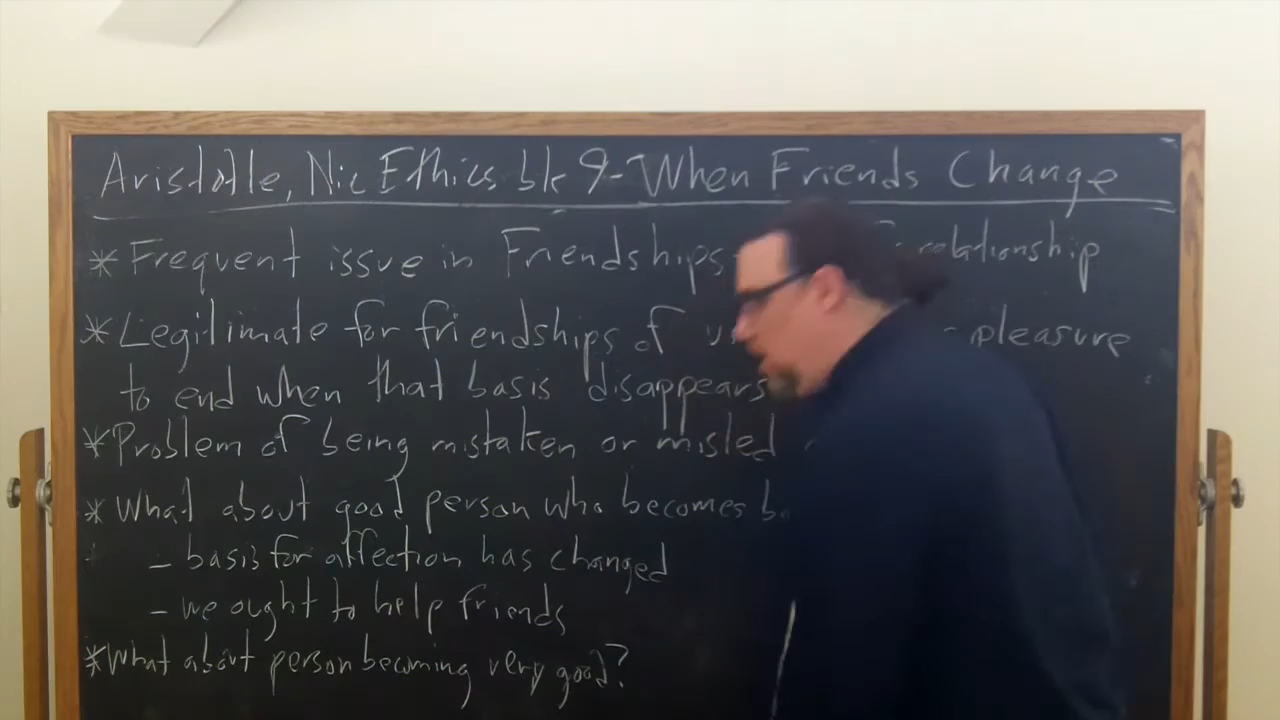 Aristotle, Nic Ethics bk 9 - When Friends Change
* Frequent issue in Friendships relationship
* Legitimate for friendships of pleasure
to end when that basis disappears
* Problem of being mistaken or misled
* What about good person who becomes
- basis for affection has changed
- we ought to help friends
* What about person becoming very good?